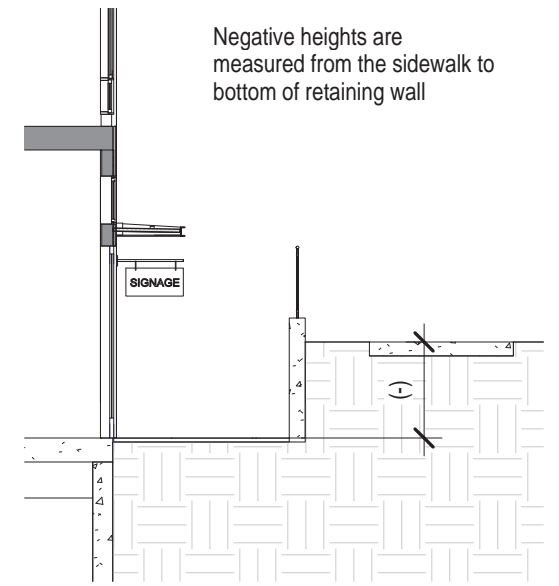 Negative heights are
measured from the sidewalk to
bottom of retaining wall
SIGNAGE
(-)